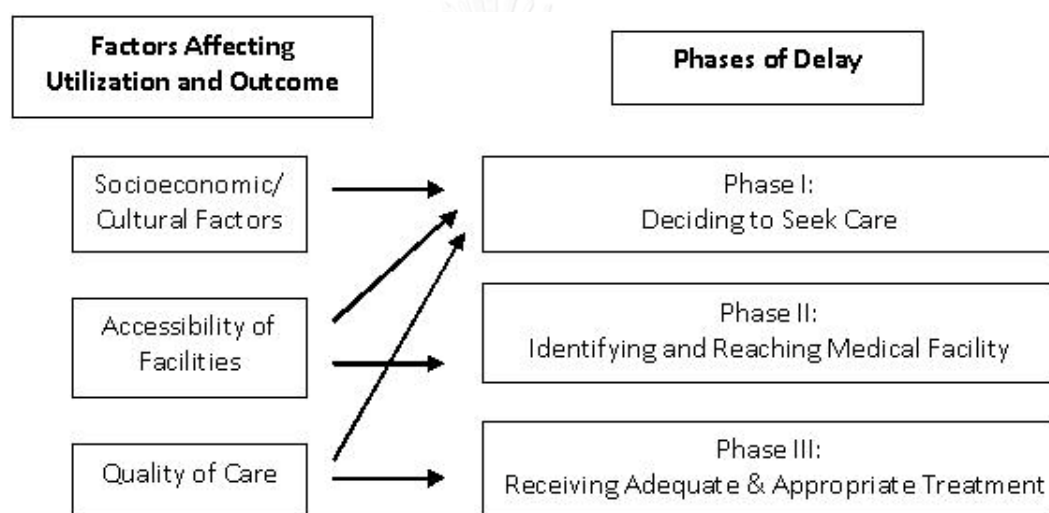 Factors Affecting
Utilization and Outcome
Phases of Delay
Socioeconomic/
Cultural Factors
Phase I:
Deciding to Seek Care
Accessibility of
Facilities
Phase II:
Identifying and Reaching Medical Facility
Quality of Care
Phase III:
Receiving Adequate & Appropriate Treatment